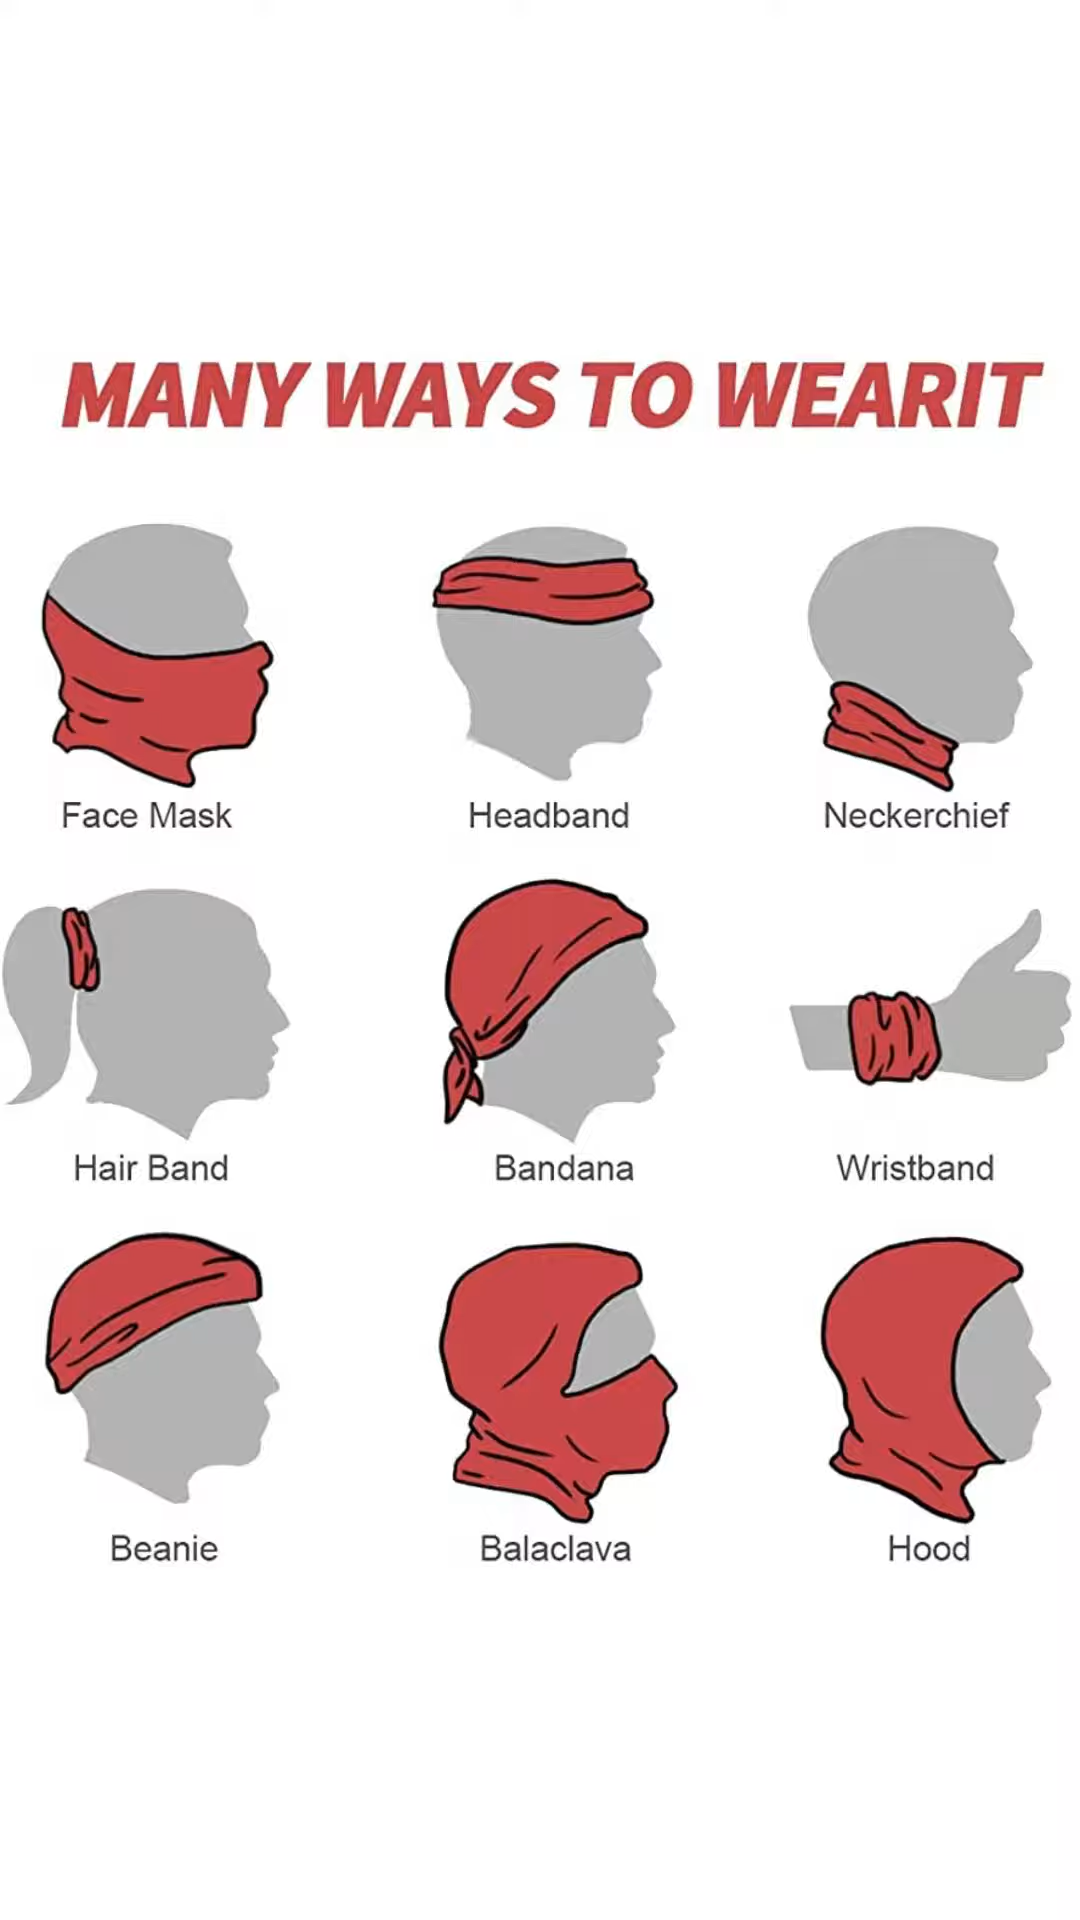 MANY WAYS TO WEARIT
Face Mask
Headband
Neckerchief
Hair Band
Bandana
Wristband
Beanie
Balaclava
Hood